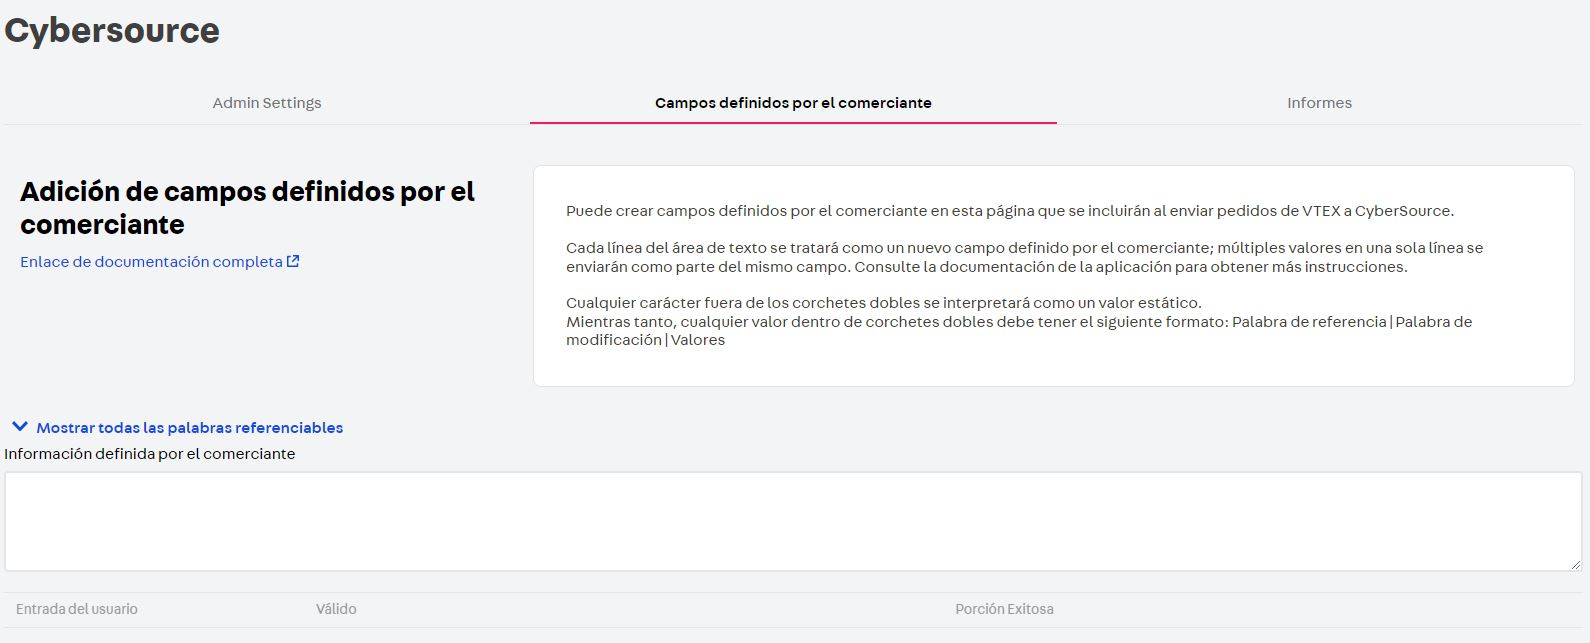 Cybersource
Admin Settings
Campos definidos por el comerciante
Informes
Adición de campos definidos por el
comerciante
Enlace de documentación completa
Puede crear campos definidos por el comerciante en esta página que se incluirán al enviar pedidos de VTEX a CyberSource.
Cada línea del área de texto se tratará como un nuevo campo definido por el comerciante; múltiples valores en una sola línea se
enviarán como parte del mismo campo. Consulte la documentación de la aplicación para obtener más instrucciones.
Cualquier carácter fuera de los corchetes dobles se interpretará como un valor estático.
Mientras tanto, cualquier valor dentro de corchetes dobles debe tener el siguiente formato: Palabra de referencia|Palabra de
modificación|Valores
Mostrar todas las palabras referenciables
Información definida por el comerciante
Entrada del usuario
Válido
Porción Exitosa